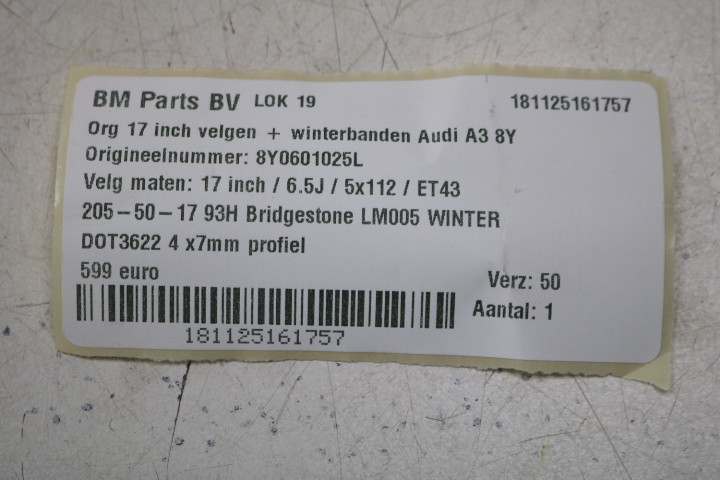 BM Parts BV LOK 19 181125161757
Org 17 inch velgen + winterbanden Audi A3 8Y
Origineelnummer: 8Y0601025L
Velg maten: 17 inch / 6.5J / 5x112 / ET43
205-50-17 93H Bridgestone LM005 WINTER
DOT3622 4 x7mm profiel
599 euro Verz: 50
Aantal: 1
181125161757